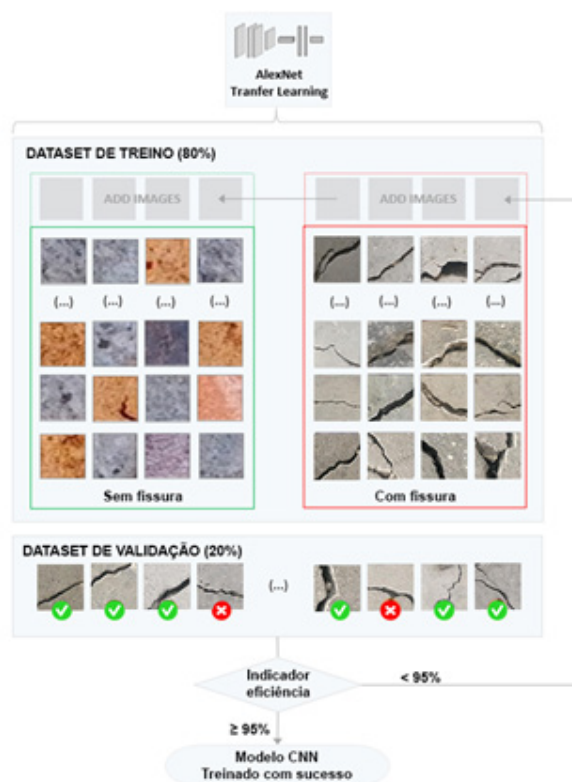 AlexNet
Tranfer Learning
DATASET DE TREINO (80%)
ADD IMAGES
ADD IMAGES
(...) (...) (...) (...)
(...) (...) (...) (...)
Sem fissura
Com fissura
DATASET DE VALIDAÇÃO (20%)
(...)
Indicador
eficiência
< 95%
≥ 95%
Modelo CNN
Treinado com sucesso